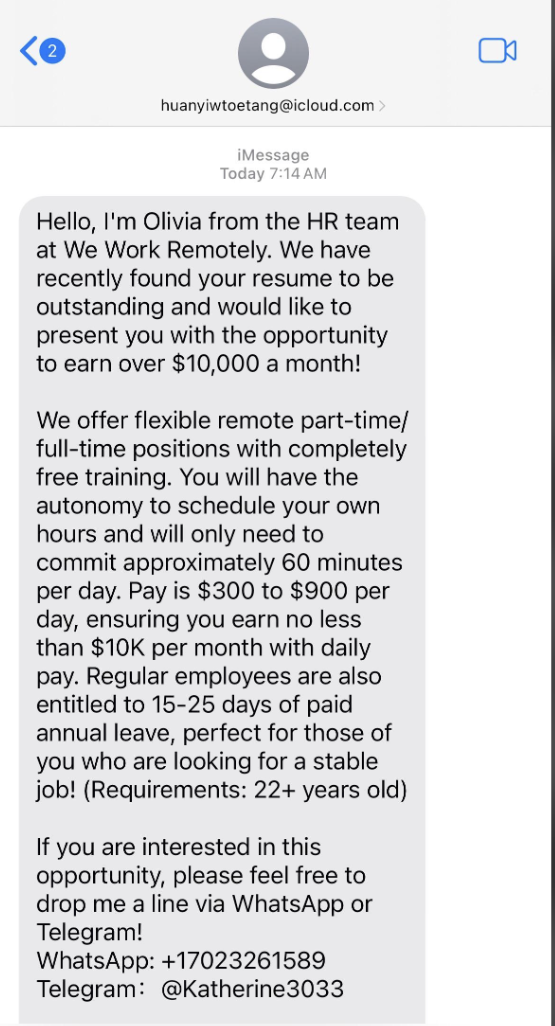 2
huanyiwtoetang@icloud.com
iMessage
Today 7:14 AM
Hello, I'm Olivia from the HR team
at We Work Remotely. We have
recently found your resume to be
outstanding and would like to
present you with the opportunity
to earn over $10,000 a month!
We offer flexible remote part-time/
full-time positions with completely
free training. You will have the
autonomy to schedule your own
hours and will only need to
commit approximately 60 minutes
per day. Pay is $300 to $900 per
day, ensuring you earn no less
than $10K per month with daily
pay. Regular employees are also
entitled to 15-25 days of paid
annual leave, perfect for those of
you who are looking for a stable
job! (Requirements: 22+ years old)
If you are interested in this
opportunity, please feel free to
drop me a line via WhatsApp or
Telegram!
WhatsApp: +17023261589
Telegram： @Katherine3033